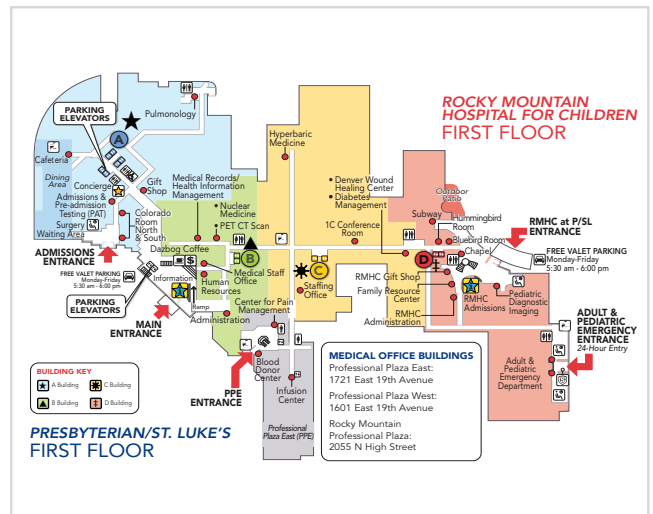 ROCKY MOUNTAIN
HOSPITAL FOR CHILDREN
FIRST FLOOR
PARKING
ELEVATORS
Pulmonology
A
Hyperbaric
Medicine
Cafeteria
Dining
Area
Concierge
Gift
Shop
Medical Records/
Health Information
Management
• Denver Wound
Healing Center
• Diabetes
Management
Outdoor
Patio
Admissions &
Pre-admission
Testing (PAT)
Surgery
Waiting Area
Colorado
Room
North
& South
• Nuclear
Medicine
• PET CT Scan
1C Conference
Room
Subway
Hummingbird
Room
Bluebird Room
Chapel
RMHC at P/SL
ENTRANCE
ADMISSIONS
ENTRANCE
Dazbog Coffee
$
B
Medical Staff
Office
C
D
FREE VALET PARKING
Monday-Friday
5:30 am - 6:00 pm
FREE VALET PARKING
Monday-Friday
5:30 am - 6:00 pm
PARKING
ELEVATORS
Information
Human
Resources
Staffing
Office
RMHC Gift Shop
Family Resource
Center
RMHC
Admissions
Pediatric
Diagnostic
Imaging
MAIN
ENTRANCE
Ramp
Administration
Center for Pain
Management
RMHC
Administration
ADULT &
PEDIATRIC
EMERGENCY
ENTRANCE
24-Hour Entry
Adult &
Pediatric
Emergency
Department
Blood
Donor
Center
PPE
ENTRANCE
Infusion
Center
Professional
Plaza East (PPE)
MEDICAL OFFICE BUILDINGS
Professional Plaza East:
1721 East 19th Avenue
Professional Plaza West:
1601 East 19th Avenue
Rocky Mountain
Professional Plaza:
2055 N High Street
BUILDING KEY
A Building
C Building
B Building
D Building
PRESBYTERIAN/ST. LUKE'S
FIRST FLOOR